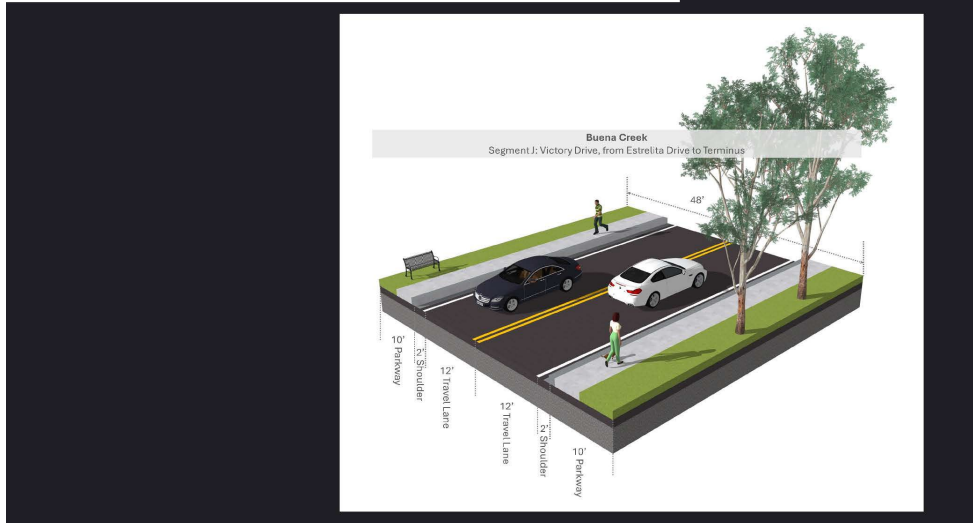 Buena Creek
Segment J: Victory Drive, from Estrelita Drive to Terminus
48'
10' Parkway
2' Shoulder
12' Travel Lane
12' Travel Lane
2' Shoulder
10' Parkway